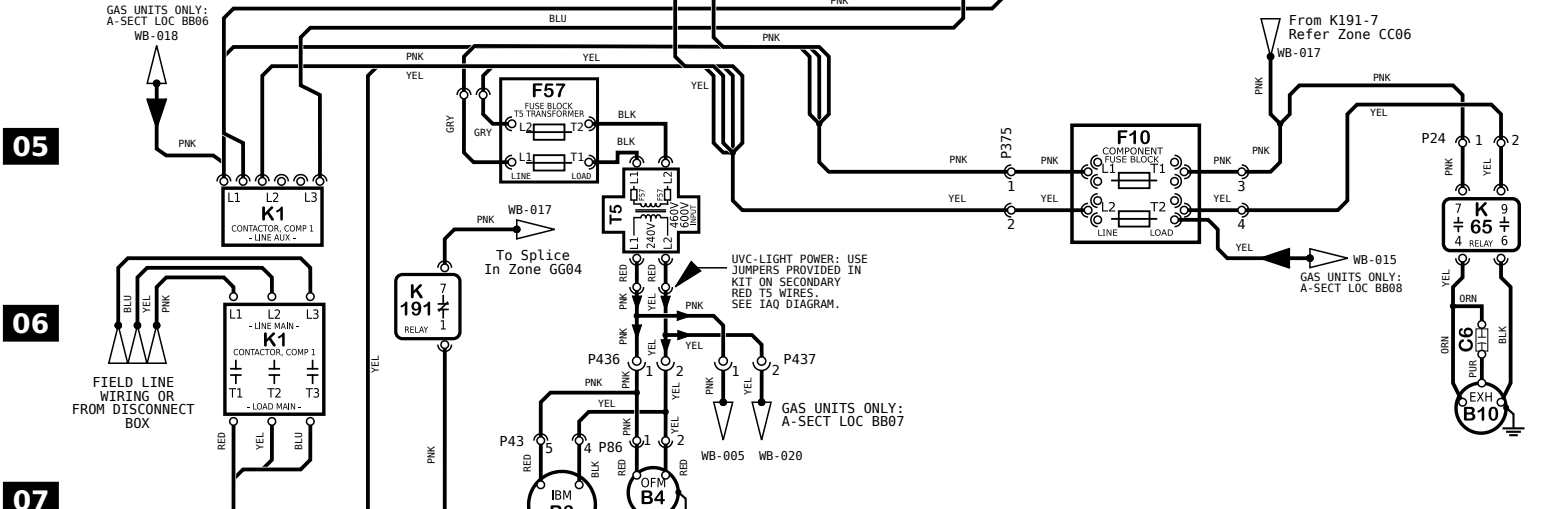 GAS UNITS ONLY:
A-SECT LOC BB06
WB-018
PNK
BLU
PNK
PNK
YEL
YEL
PNK
05
PNK
L1 L2 L3
K1
CONTACTOR, COMP 1
- LINE AUX -
F57
FUSE BLOCK
T5 TRANSFORMER
L2 T2
L1 T1
LINE LOAD
GRY
GRY
BLK
BLK
YEL
T5
L1 L2
F57 F57
240V
460V
600V
INPUT
L1 L2
From K191-7
Refer Zone CC06
WB-017
PNK
PNK
YEL
PNK
P375
PNK
1
PNK
YEL
2
YEL
F10
COMPONENT
FUSE BLOCK
L1 T1
L2 T2
LINE LOAD
PNK
3
YEL
4
YEL
WB-015
GAS UNITS ONLY:
A-SECT LOC BB08
P24 1 2
PNK
YEL
7 K 9
65
4 RELAY 6
YEL
ORN
ORN
C6
PUR
BLK
EXH
B10
06
BLU
YEL
PNK
FIELD LINE
WIRING OR
FROM DISCONNECT
BOX
L1 L2 L3
- LINE MAIN -
K1
CONTACTOR, COMP 1
T1 T2 T3
- LOAD MAIN -
RED
YEL
BLU
YEL
PNK
WB-017
To Splice
In Zone GG04
K 7
191
1
RELAY
PNK
RED
RED
UVC-LIGHT POWER: USE
JUMPERS PROVIDED IN
KIT ON SECONDARY
RED T5 WIRES.
SEE IAQ DIAGRAM.
PNK
YEL
PNK
PNK
YEL
YEL
P436 1 2
1 2 P437
PNK
YEL
PNK
YEL
PNK
YEL
GAS UNITS ONLY:
A-SECT LOC BB07
WB-005 WB-020
PNK
YEL
P43 5 4 P86 1 2
RED
BLK
RED
RED
IBM
OFM
B4
07